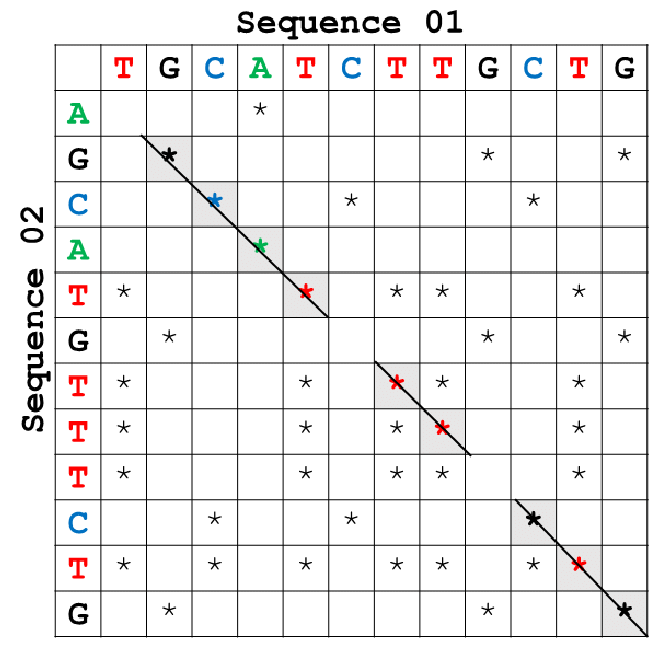 Sequence 01
Sequence 02
T G C A T C T T G C T G
A *
G * * *
C * * *
A *
T * * * * *
G * * *
T * * * * *
T * * * * *
T * * * * *
C * * *
T * * * * * * *
G * * *